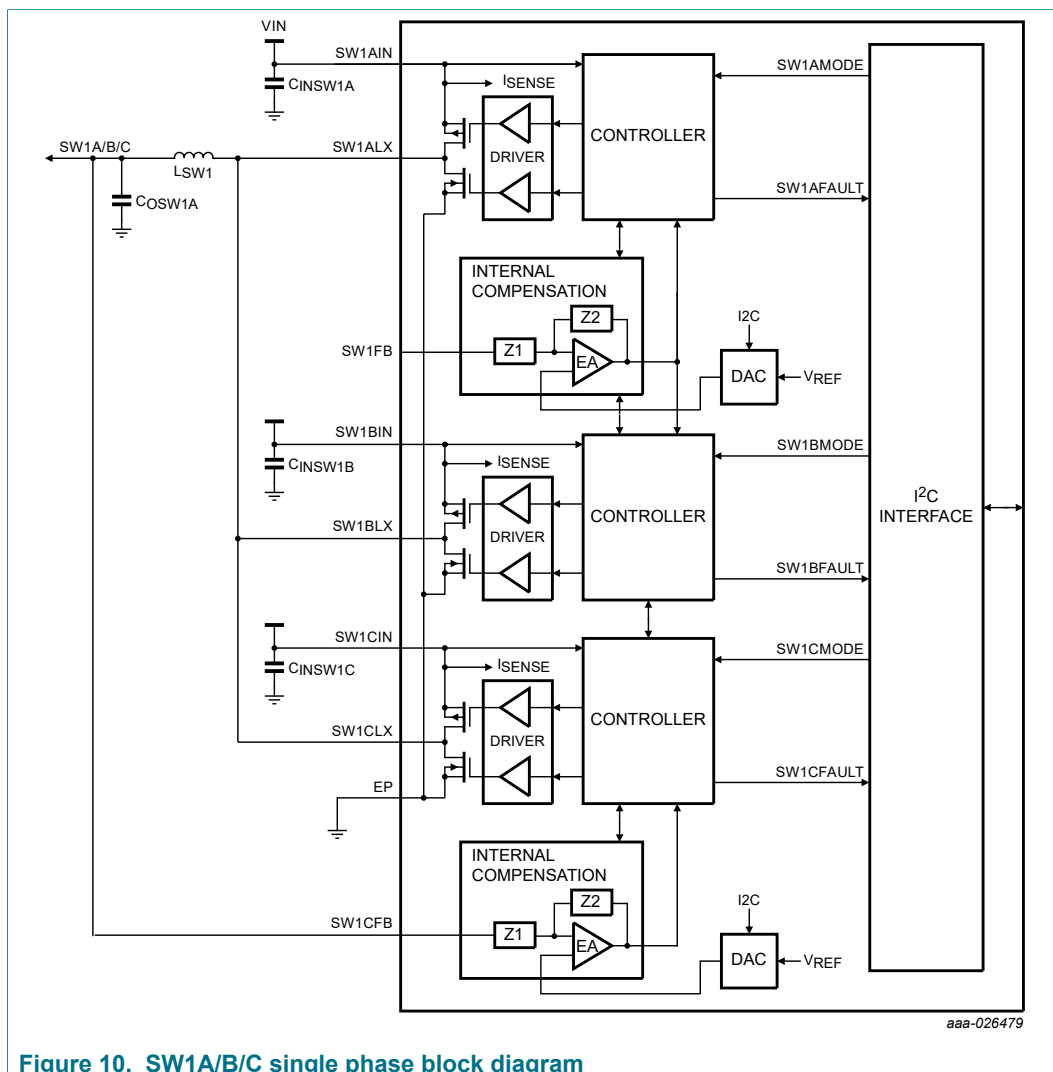 VIN
SW1AIN
CINSW1A
ISENSE
SW1AMODE
CONTROLLER
SW1A/B/C
LSW1
SW1ALX
DRIVER
COSW1A
SW1AFAULT
INTERNAL
COMPENSATION
Z2
I2C
SW1FB
Z1
EA
DAC
VREF
SW1BIN
CINSW1B
ISENSE
SW1BMODE
CONTROLLER
I2C
INTERFACE
SW1BLX
DRIVER
SW1BFAULT
SW1CIN
CINSW1C
ISENSE
SW1CMODE
CONTROLLER
SW1CLX
DRIVER
SW1CFAULT
EP
INTERNAL
COMPENSATION
Z2
I2C
SW1CFB
Z1
EA
DAC
VREF
aaa-026479
Figure 10. SW1A/B/C single phase block diagram